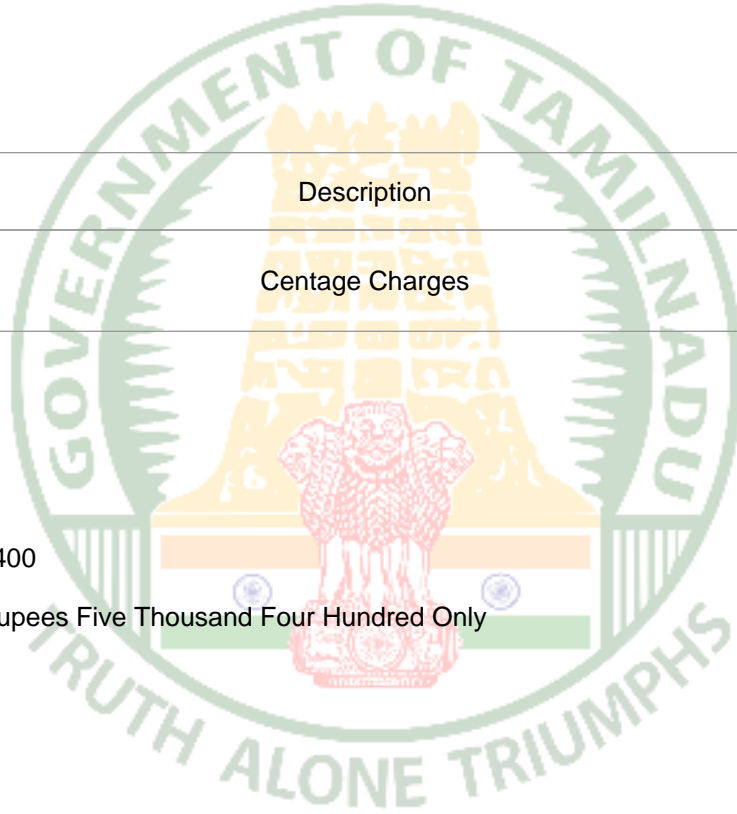 GOVERNMENT OF TAMILNADU
Description
Centage Charges
400
upees Five Thousand Four Hundred Only
TRUTH ALONE TRIUMPHS